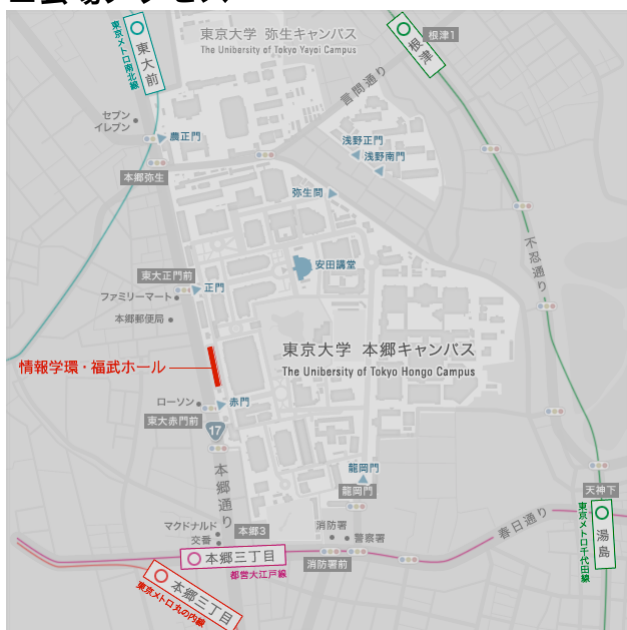 東大前
東京メトロ南北線
東京大学 弥生キャンパス
The University of Tokyo Yayoi Campus
根津1
根津
言問り通り
セブン
イレブン
農正門
浅野正門
浅野南門
本郷弥生
弥生門
不忍通り
安田講堂
東大正門前
正門
ファミリーマート
本郷郵便局
東京大学 本郷キャンパス
The University of Tokyo Hongo Campus
情報学環・福武ホール
ローソン
赤門
東大赤門前
17
本郷通り
龍岡門
龍岡門
天神下
湯島
東京メトロ千代田線
春日通り
マクドナルド
交番
本郷3
消防署
警察署
本郷三丁目
都営大江戸線
消防署前
本郷三丁目
東京メトロ丸の内線